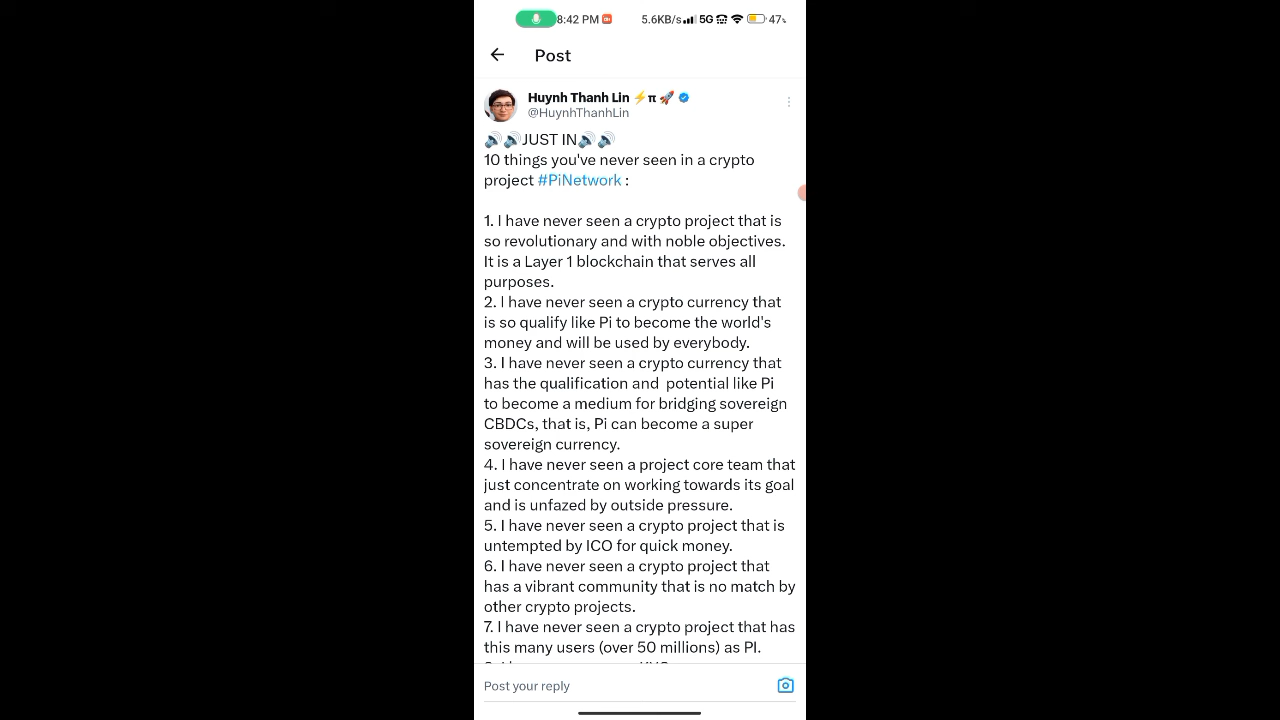 8:42 PM 5.6KB/s 5G 47%
Post
Huynh Thanh Lin ⚡π🚀
@HuynhThanhLin
🔊🔊JUST IN🔊🔊
10 things you've never seen in a crypto
project #PiNetwork :
1. I have never seen a crypto project that is
so revolutionary and with noble objectives.
It is a Layer 1 blockchain that serves all
purposes.
2. I have never seen a crypto currency that
is so qualify like Pi to become the world's
money and will be used by everybody.
3. I have never seen a crypto currency that
has the qualification and  potential like Pi
to become a medium for bridging sovereign
CBDCs, that is, Pi can become a super
sovereign currency.
4. I have never seen a project core team that
just concentrate on working towards its goal
and is unfazed by outside pressure.
5. I have never seen a crypto project that is
untempted by ICO for quick money.
6. I have never seen a crypto project that
has a vibrant community that is no match by
other crypto projects.
7. I have never seen a crypto project that has
this many users (over 50 millions) as PI.
Post your reply